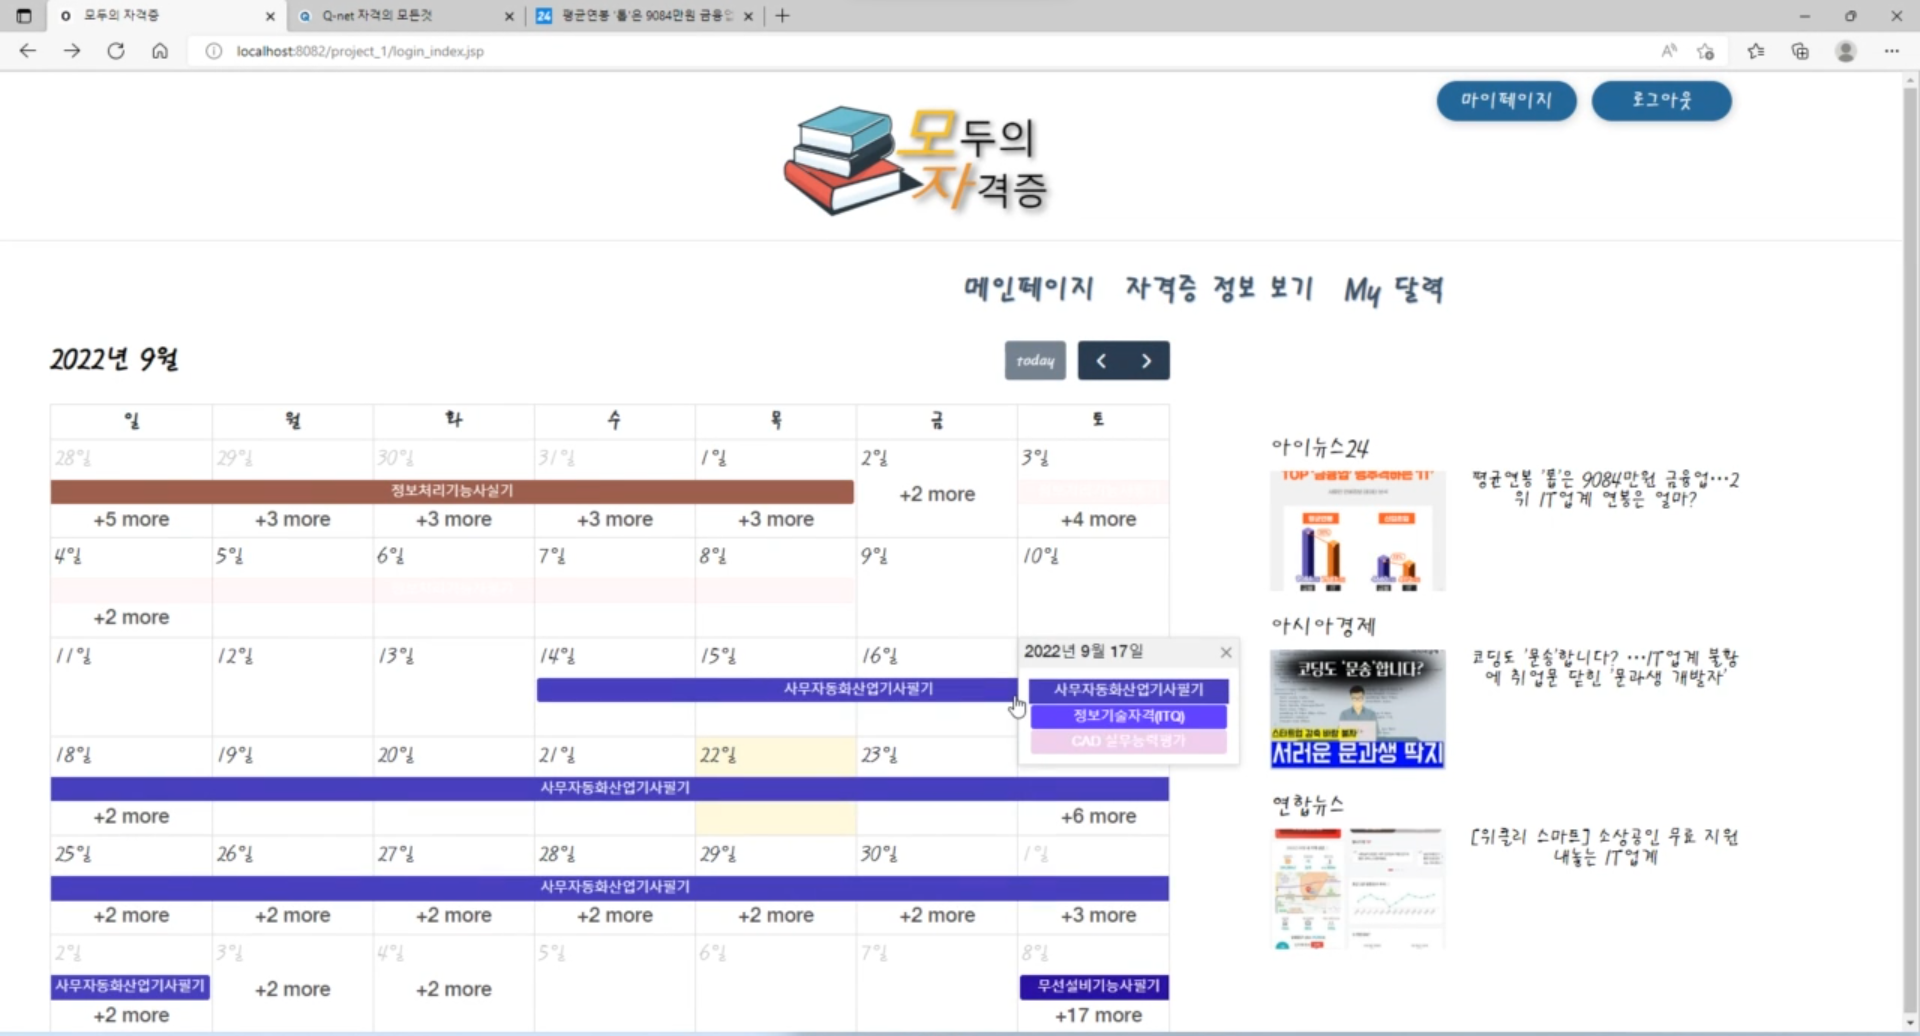 모두의 자격증
Q-net 자격의 모든것
24 평균연봉 '톱'은 9084만원 금융업
localhost:8082/project_1/login_index.jsp
마이페이지 로그아웃
모두의
자격증
메인페이지 자격증 정보 보기 My 달력
2022년 9월
today
일 월 화 수 목 금 토
28일 29일 30일 31일 1일 2일 3일
정보처리기능사실기
+5 more +3 more +3 more +3 more +3 more +2 more +4 more
4일 5일 6일 7일 8일 9일 10일
+2 more
11일 12일 13일 14일 15일 16일
사무자동화산업기사필기
2022년 9월 17일
사무자동화산업기사필기
정보기술자격(ITQ)
CAD 실무능력평가
18일 19일 20일 21일 22일 23일
사무자동화산업기사필기
+2 more +6 more
25일 26일 27일 28일 29일 30일 1일
사무자동화산업기사필기
+2 more +2 more +2 more +2 more +2 more +2 more +3 more
2일 3일 4일 5일 6일 7일 8일
사무자동화산업기사필기 +2 more +2 more 무선설비기능사필기
+2 more +17 more
아이뉴스24
평균연봉 '톱'은 9084만원 금융업…2
위 IT업계 연봉은 얼마?
아시아경제
코딩도 '문송'합니다?
서러운 문과생 딱지
코딩도 '문송'합니다? …IT업계 불황
에 취업문 닫힌 '문과생 개발자'
연합뉴스
[위클리 스마트] 소상공인 무료 지원
내놓는 IT업계